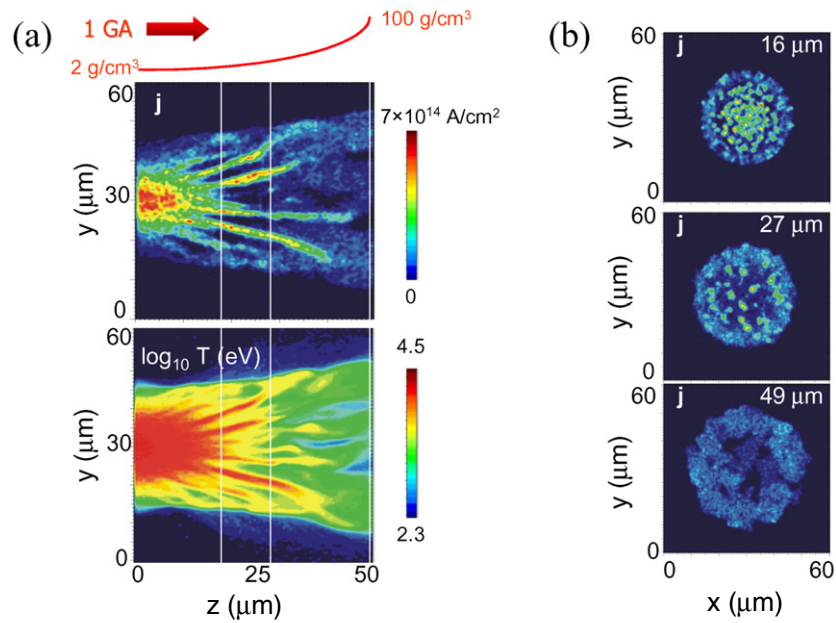 (a)
1 GA
100 g/cm³
2 g/cm³
j
60
30
0
y (μm)
7×10¹⁴ A/cm²
0
log₁₀ T (eV)
60
30
0
y (μm)
4.5
2.3
0
25
50
z (μm)
(b)
j
16 μm
60
0
y (μm)
j
27 μm
60
0
y (μm)
j
49 μm
60
0
y (μm)
0
60
x (μm)